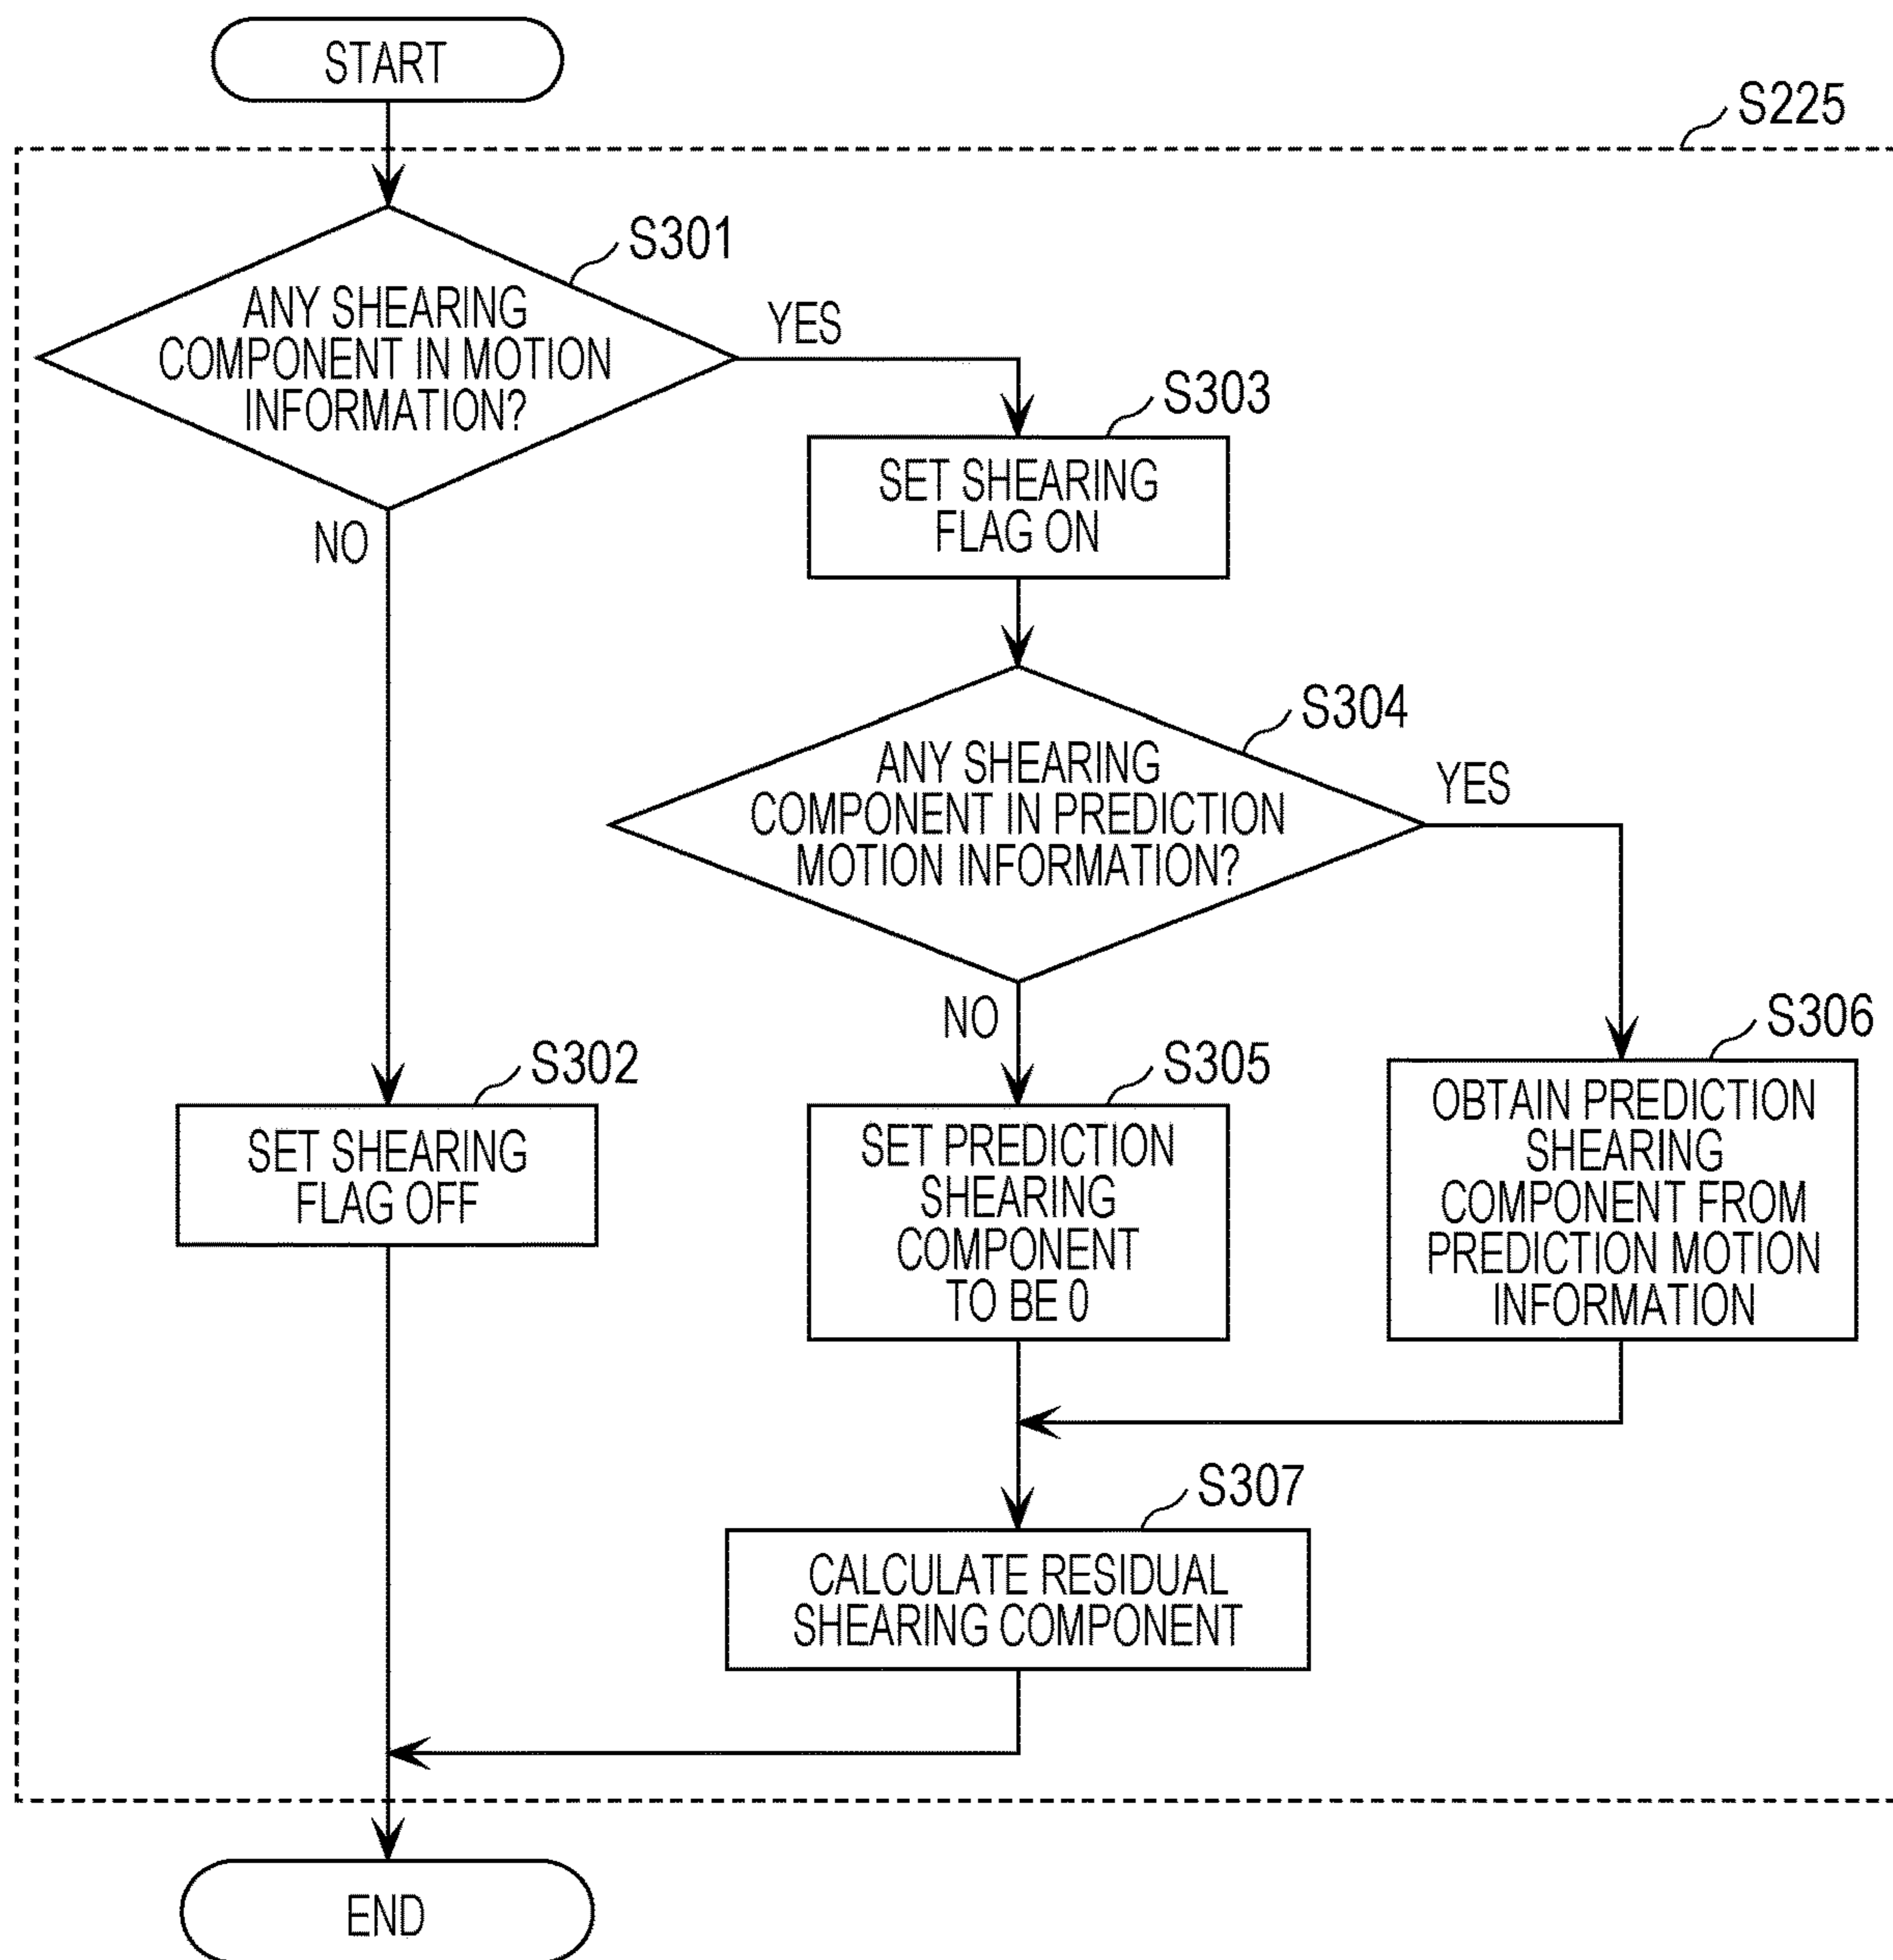 START
S225
S301
ANY SHEARING
COMPONENT IN MOTION
INFORMATION?
YES
NO
S303
SET SHEARING
FLAG ON
S304
ANY SHEARING
COMPONENT IN PREDICTION
MOTION INFORMATION?
YES
NO
S302
SET SHEARING
FLAG OFF
S305
SET PREDICTION
SHEARING
COMPONENT
TO BE 0
S306
OBTAIN PREDICTION
SHEARING
COMPONENT FROM
PREDICTION MOTION
INFORMATION
S307
CALCULATE RESIDUAL
SHEARING COMPONENT
END